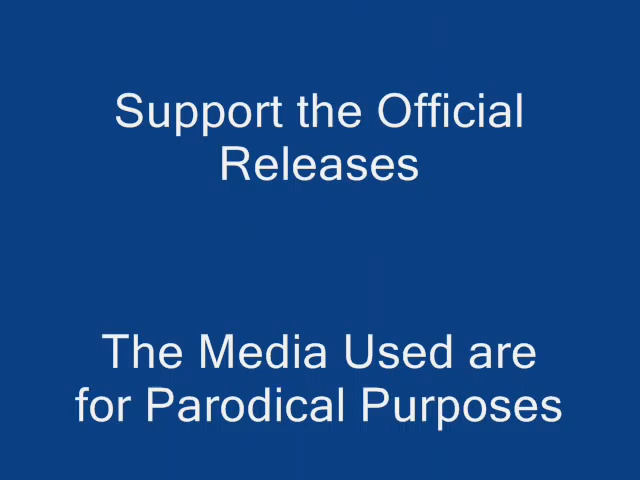 Support the Official
Releases
The Media Used are
for Parodical Purposes